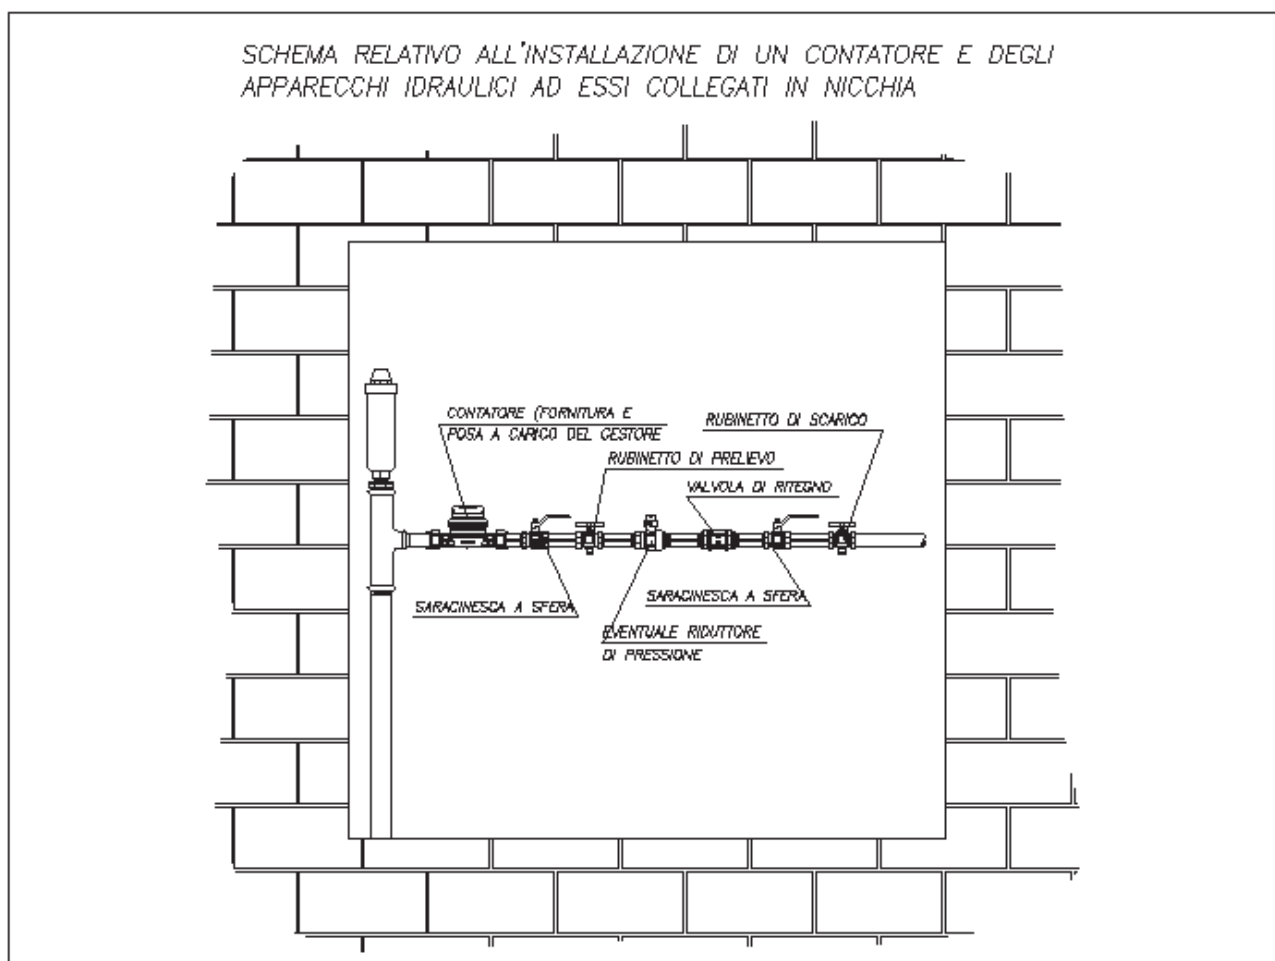 SCHEMA RELATIVO ALL'INSTALLAZIONE DI UN CONTATORE E DEGLI
APPARECCHI IDRAULICI AD ESSI COLLEGATI IN NICCHIA
CONTATORE (FORNITURA E
POSA A CARICO DEL GESTORE
RUBINETTO DI SCARICO
RUBINETTO DI PRELIEVO
VALVOLA DI RITEGNO
SARACINESCA A SFERA
SARACINESCA A SFERA
EVENTUALE RIDUTTORE
DI PRESSIONE